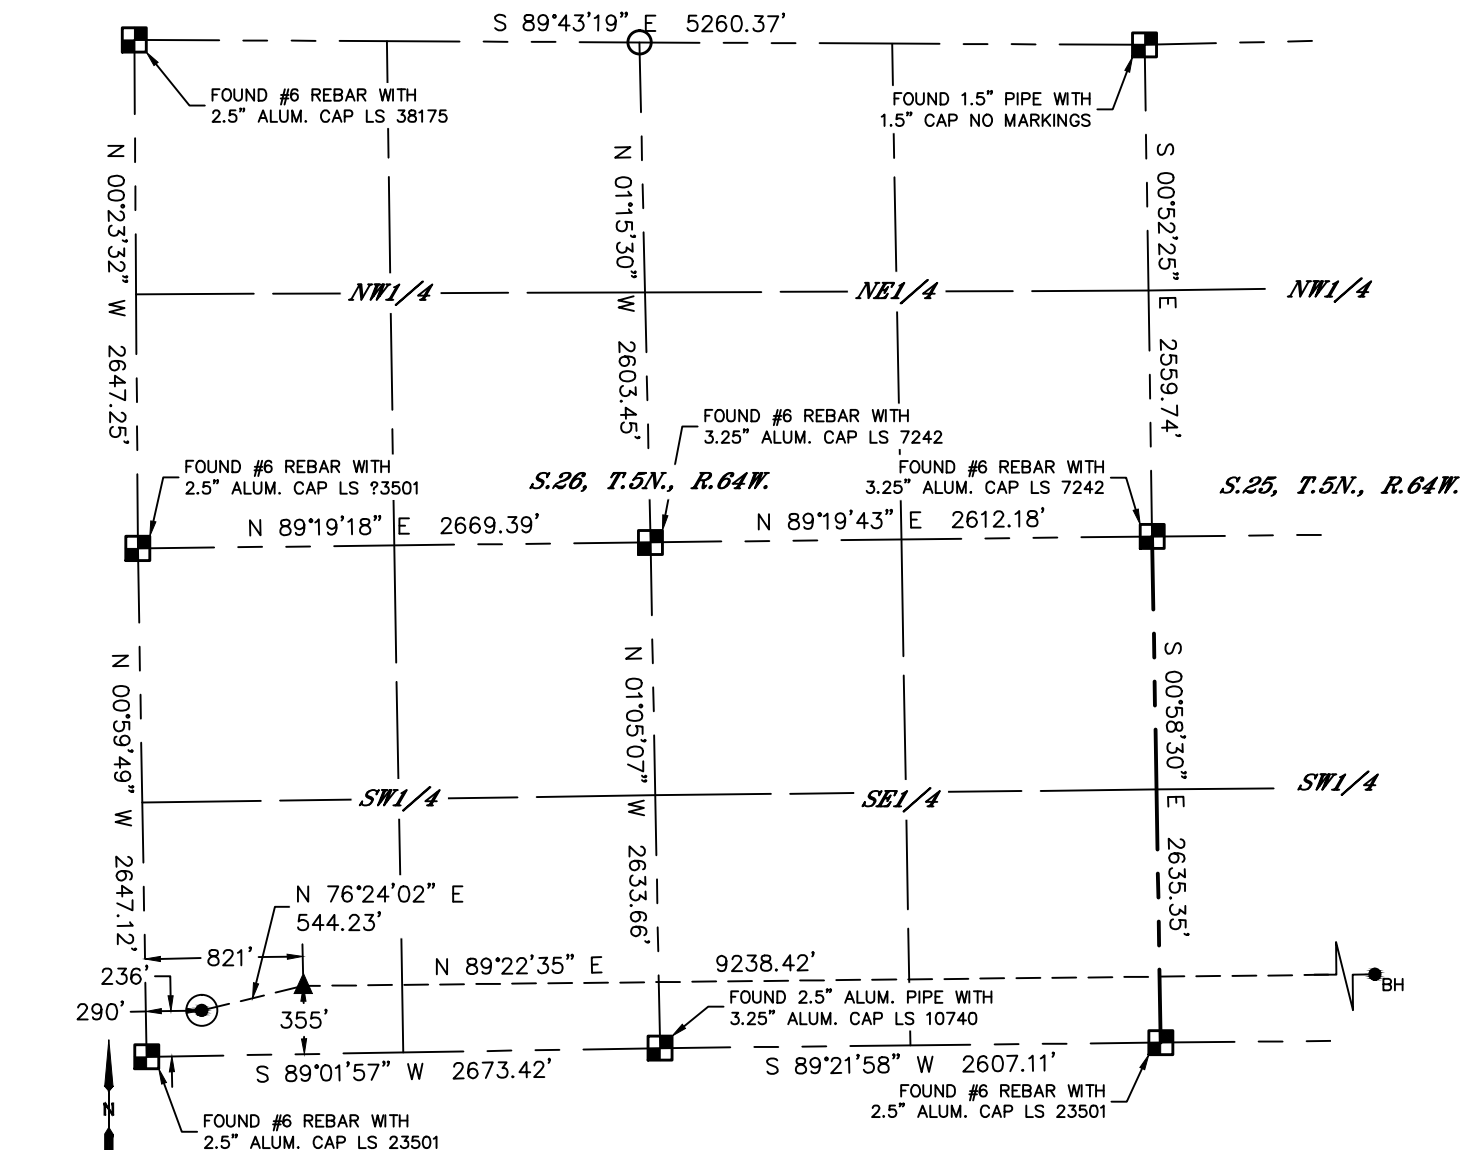 S 89°43'19" E 5260.37'
FOUND #6 REBAR WITH
2.5" ALUM. CAP LS 38175
FOUND 1.5" PIPE WITH
1.5" CAP NO MARKINGS
N 00°23'32" W 2647.25'
N 01°15'30" W 2603.45'
S 00°52'25" E 2559.74'
NW1/4
NE1/4
NW1/4
FOUND #6 REBAR WITH
3.25" ALUM. CAP LS 7242
FOUND #6 REBAR WITH
2.5" ALUM. CAP LS ?3501
S.26, T.5N., R.64W.
FOUND #6 REBAR WITH
3.25" ALUM. CAP LS 7242
S.25, T.5N., R.64W.
N 89°19'18" E 2669.39'
N 89°19'43" E 2612.18'
N 00°59'49" W 2647.12'
N 01°05'07" W 2633.66'
S 00°58'30" E 2635.35'
SW1/4
SE1/4
SW1/4
N 76°24'02" E
544.23'
821'
236'
290'
355'
N 89°22'35" E 9238.42'
BH
FOUND 2.5" ALUM. PIPE WITH
3.25" ALUM. CAP LS 10740
S 89°01'57" W 2673.42'
S 89°21'58" W 2607.11'
FOUND #6 REBAR WITH
2.5" ALUM. CAP LS 23501
N
FOUND #6 REBAR WITH
2.5" ALUM. CAP LS 23501